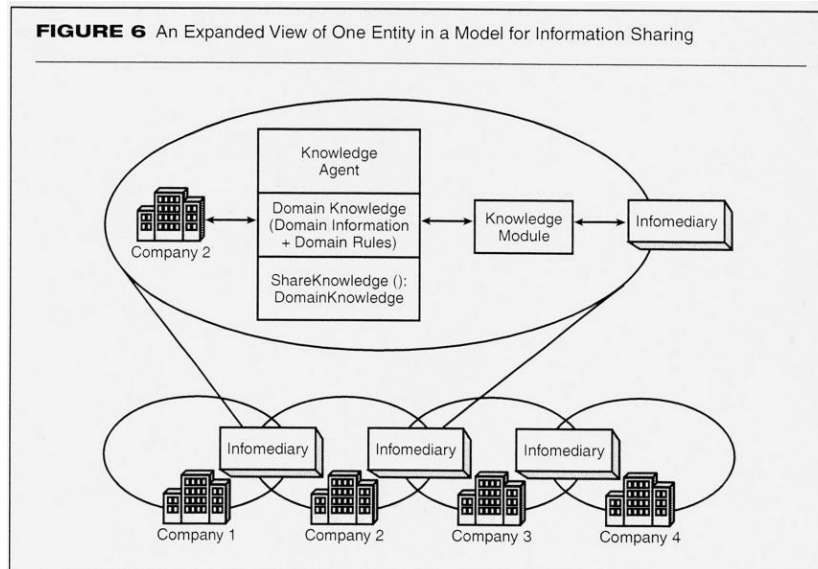 FIGURE 6 An Expanded View of One Entity in a Model for Information Sharing
Knowledge
Agent
Domain Knowledge
(Domain Information
+ Domain Rules)
ShareKnowledge ():
DomainKnowledge
Company 2
Knowledge
Module
Infomediary
Infomediary
Infomediary
Infomediary
Company 1
Company 2
Company 3
Company 4